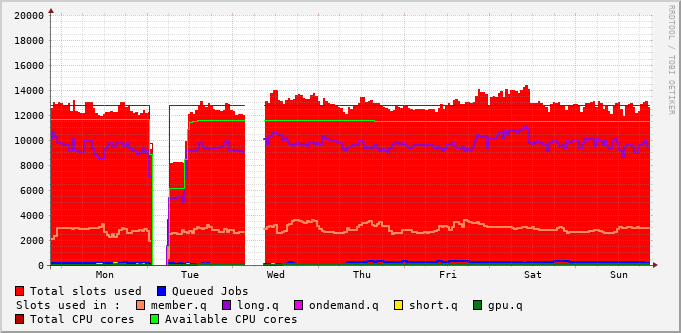 20000
18000
16000
14000
12000
10000
8000
6000
4000
2000
0
Mon Tue Wed Thu Fri Sat Sun
RRDTOOL / TOBI OETIKER
Total slots used Queued Jobs
Slots used in : member.q long.q ondemand.q short.q gpu.q
Total CPU cores Available CPU cores